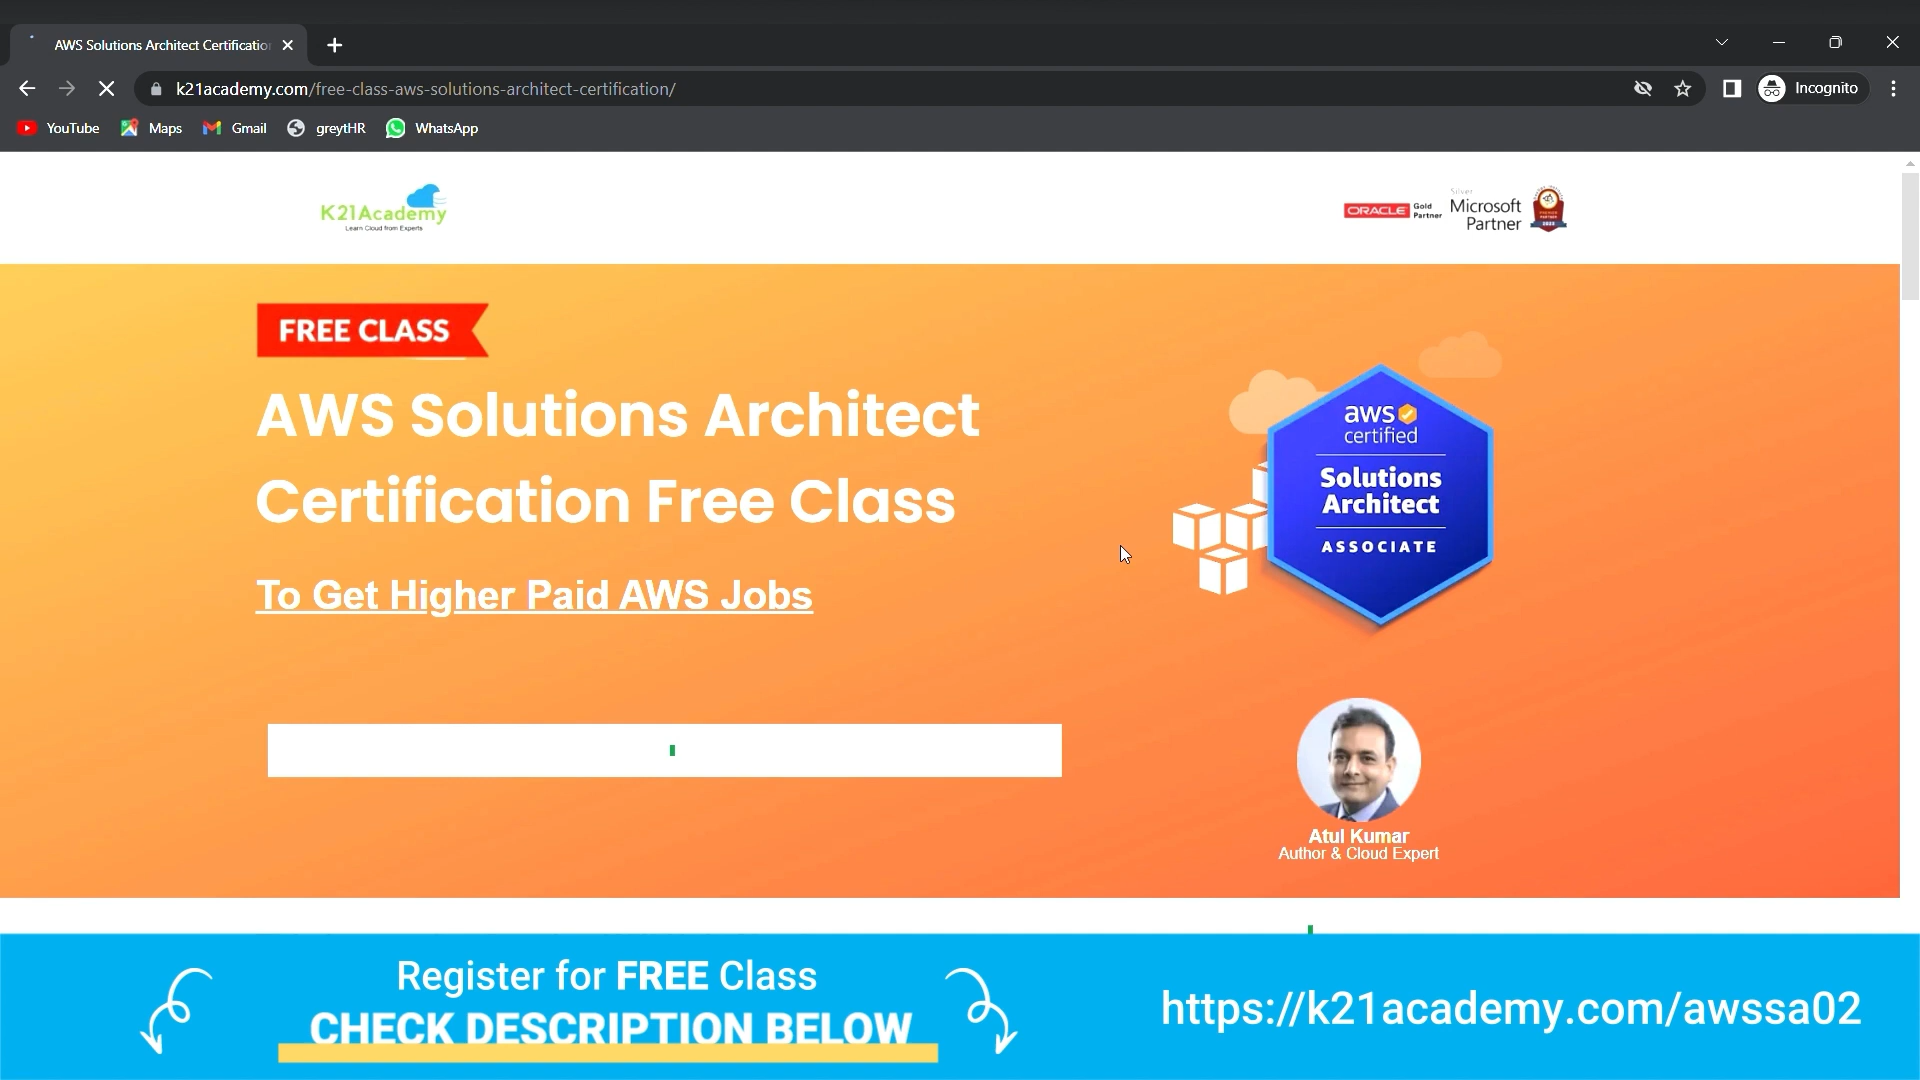 AWS Solutions Architect Certificatio
k21academy.com/free-class-aws-solutions-architect-certification/
Incognito
YouTube
Maps
Gmail
greytHR
WhatsApp
K21Academy
Learn Cloud from Experts
ORACLE
Gold
Partner
Silver
Microsoft
Partner
FREE CLASS
AWS Solutions Architect
Certification Free Class
To Get Higher Paid AWS Jobs
aws
certified
Solutions
Architect
ASSOCIATE
Atul Kumar
Author & Cloud Expert
Register for FREE Class
CHECK DESCRIPTION BELOW
https://k21academy.com/awssa02